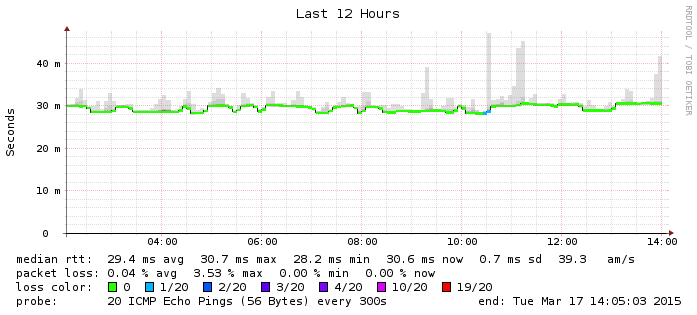 Last 12 Hours
RRDTOOL / TOBI OETIKER
Seconds
40 m
30 m
20 m
10 m
0
04:00 06:00 08:00 10:00 12:00 14:00
median rtt: 29.4 ms avg 30.7 ms max 28.2 ms min 30.6 ms now 0.7 ms sd 39.3 am/s
packet loss: 0.04 % avg 3.53 % max 0.00 % min 0.00 % now
loss color: 0 1/20 2/20 3/20 4/20 10/20 19/20
probe: 20 ICMP Echo Pings (56 Bytes) every 300s end: Tue Mar 17 14:05:03 2015